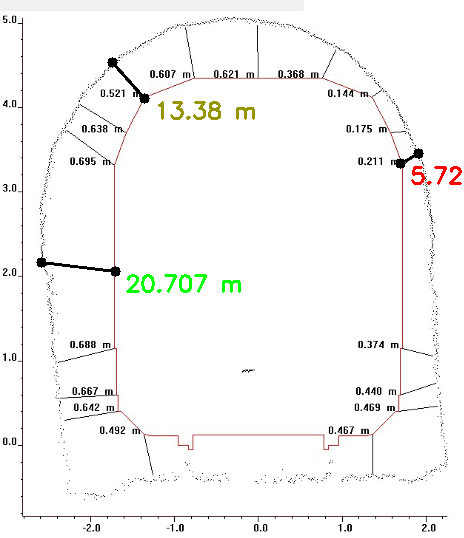 5.0
0.607 m 0.621 m 0.368 m
0.521 m 0.144 m
4.0
13.38 m
0.638 m 0.175 m
0.695 m 0.211 m
5.72
3.0
20.707 m
2.0
0.688 m 0.374 m
1.0
0.667 m 0.440 m
0.642 m 0.469 m
0.492 m 0.467 m
0.0
-2.0 -1.0 0.0 1.0 2.0